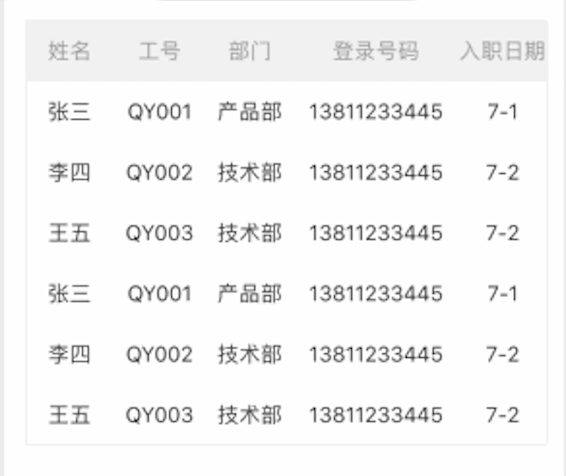 姓名 工号 部门 登录号码 入职日期
张三 QY001 产品部 13811233445 7-1
李四 QY002 技术部 13811233445 7-2
王五 QY003 技术部 13811233445 7-2
张三 QY001 产品部 13811233445 7-1
李四 QY002 技术部 13811233445 7-2
王五 QY003 技术部 13811233445 7-2